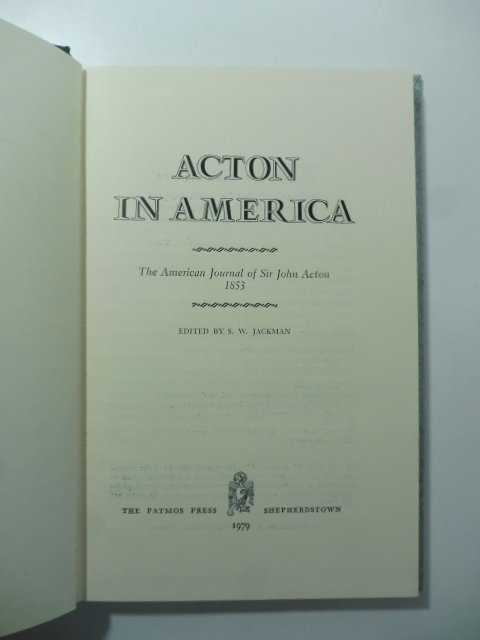 ACTON
IN AMERICA
The American Journal of Sir John Acton
1853
EDITED BY S. W. JACKMAN
THE PATMOS PRESS SHEPHERDSTOWN
1979